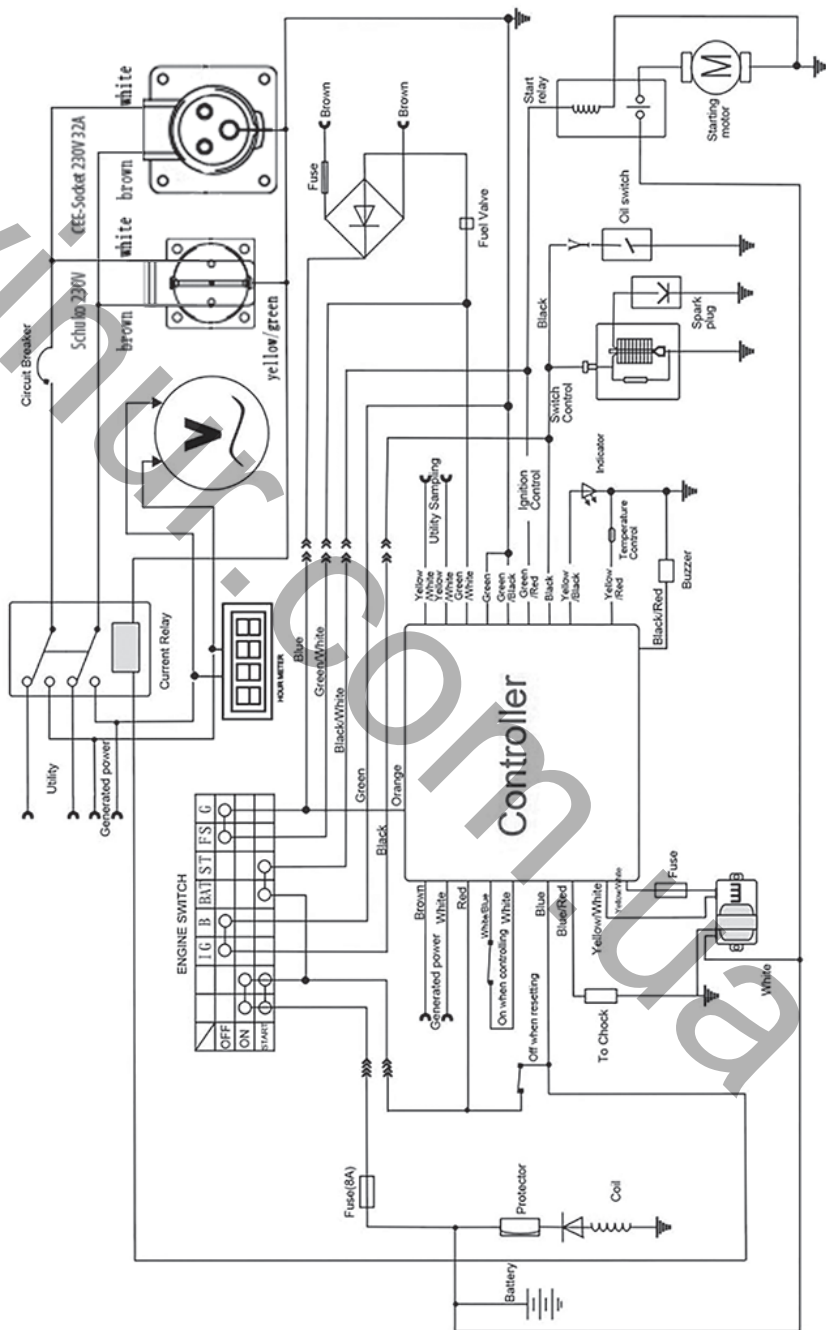 Utility
Generated power
Current Relay
HOUR METER
Circuit Breaker
Schuko 230V
CEE-Socket 230V 32A
brown
white
brown
white
yellow/green
Fuse
Brown
Brown
Fuel Valve
Start relay
Starting motor
Oil switch
Black
Spark plug
Switch Control
ENGINE SWITCH
IG B BAT ST FS G
OFF
ON
START
Blue
Green/White
Black/White
Green
Orange
Black
Fuse(8A)
Protector
Coil
Battery
Controller
Brown
White
Generated power
Red
White/Blue
On when controlling
White
Off when resetting
Blue
Blue/Red
Yellow/White
Yellow/White
Fuse
To Chock
White
Yellow /White
Yellow /White
Utility Sampling
Green /White
Green
Green /Black
Green /Red
Ignition Control
Black
Yellow /Black
Indicator
Yellow /Red
Temperature Control
Black/Red
Buzzer
V
M
vinur.com.ua